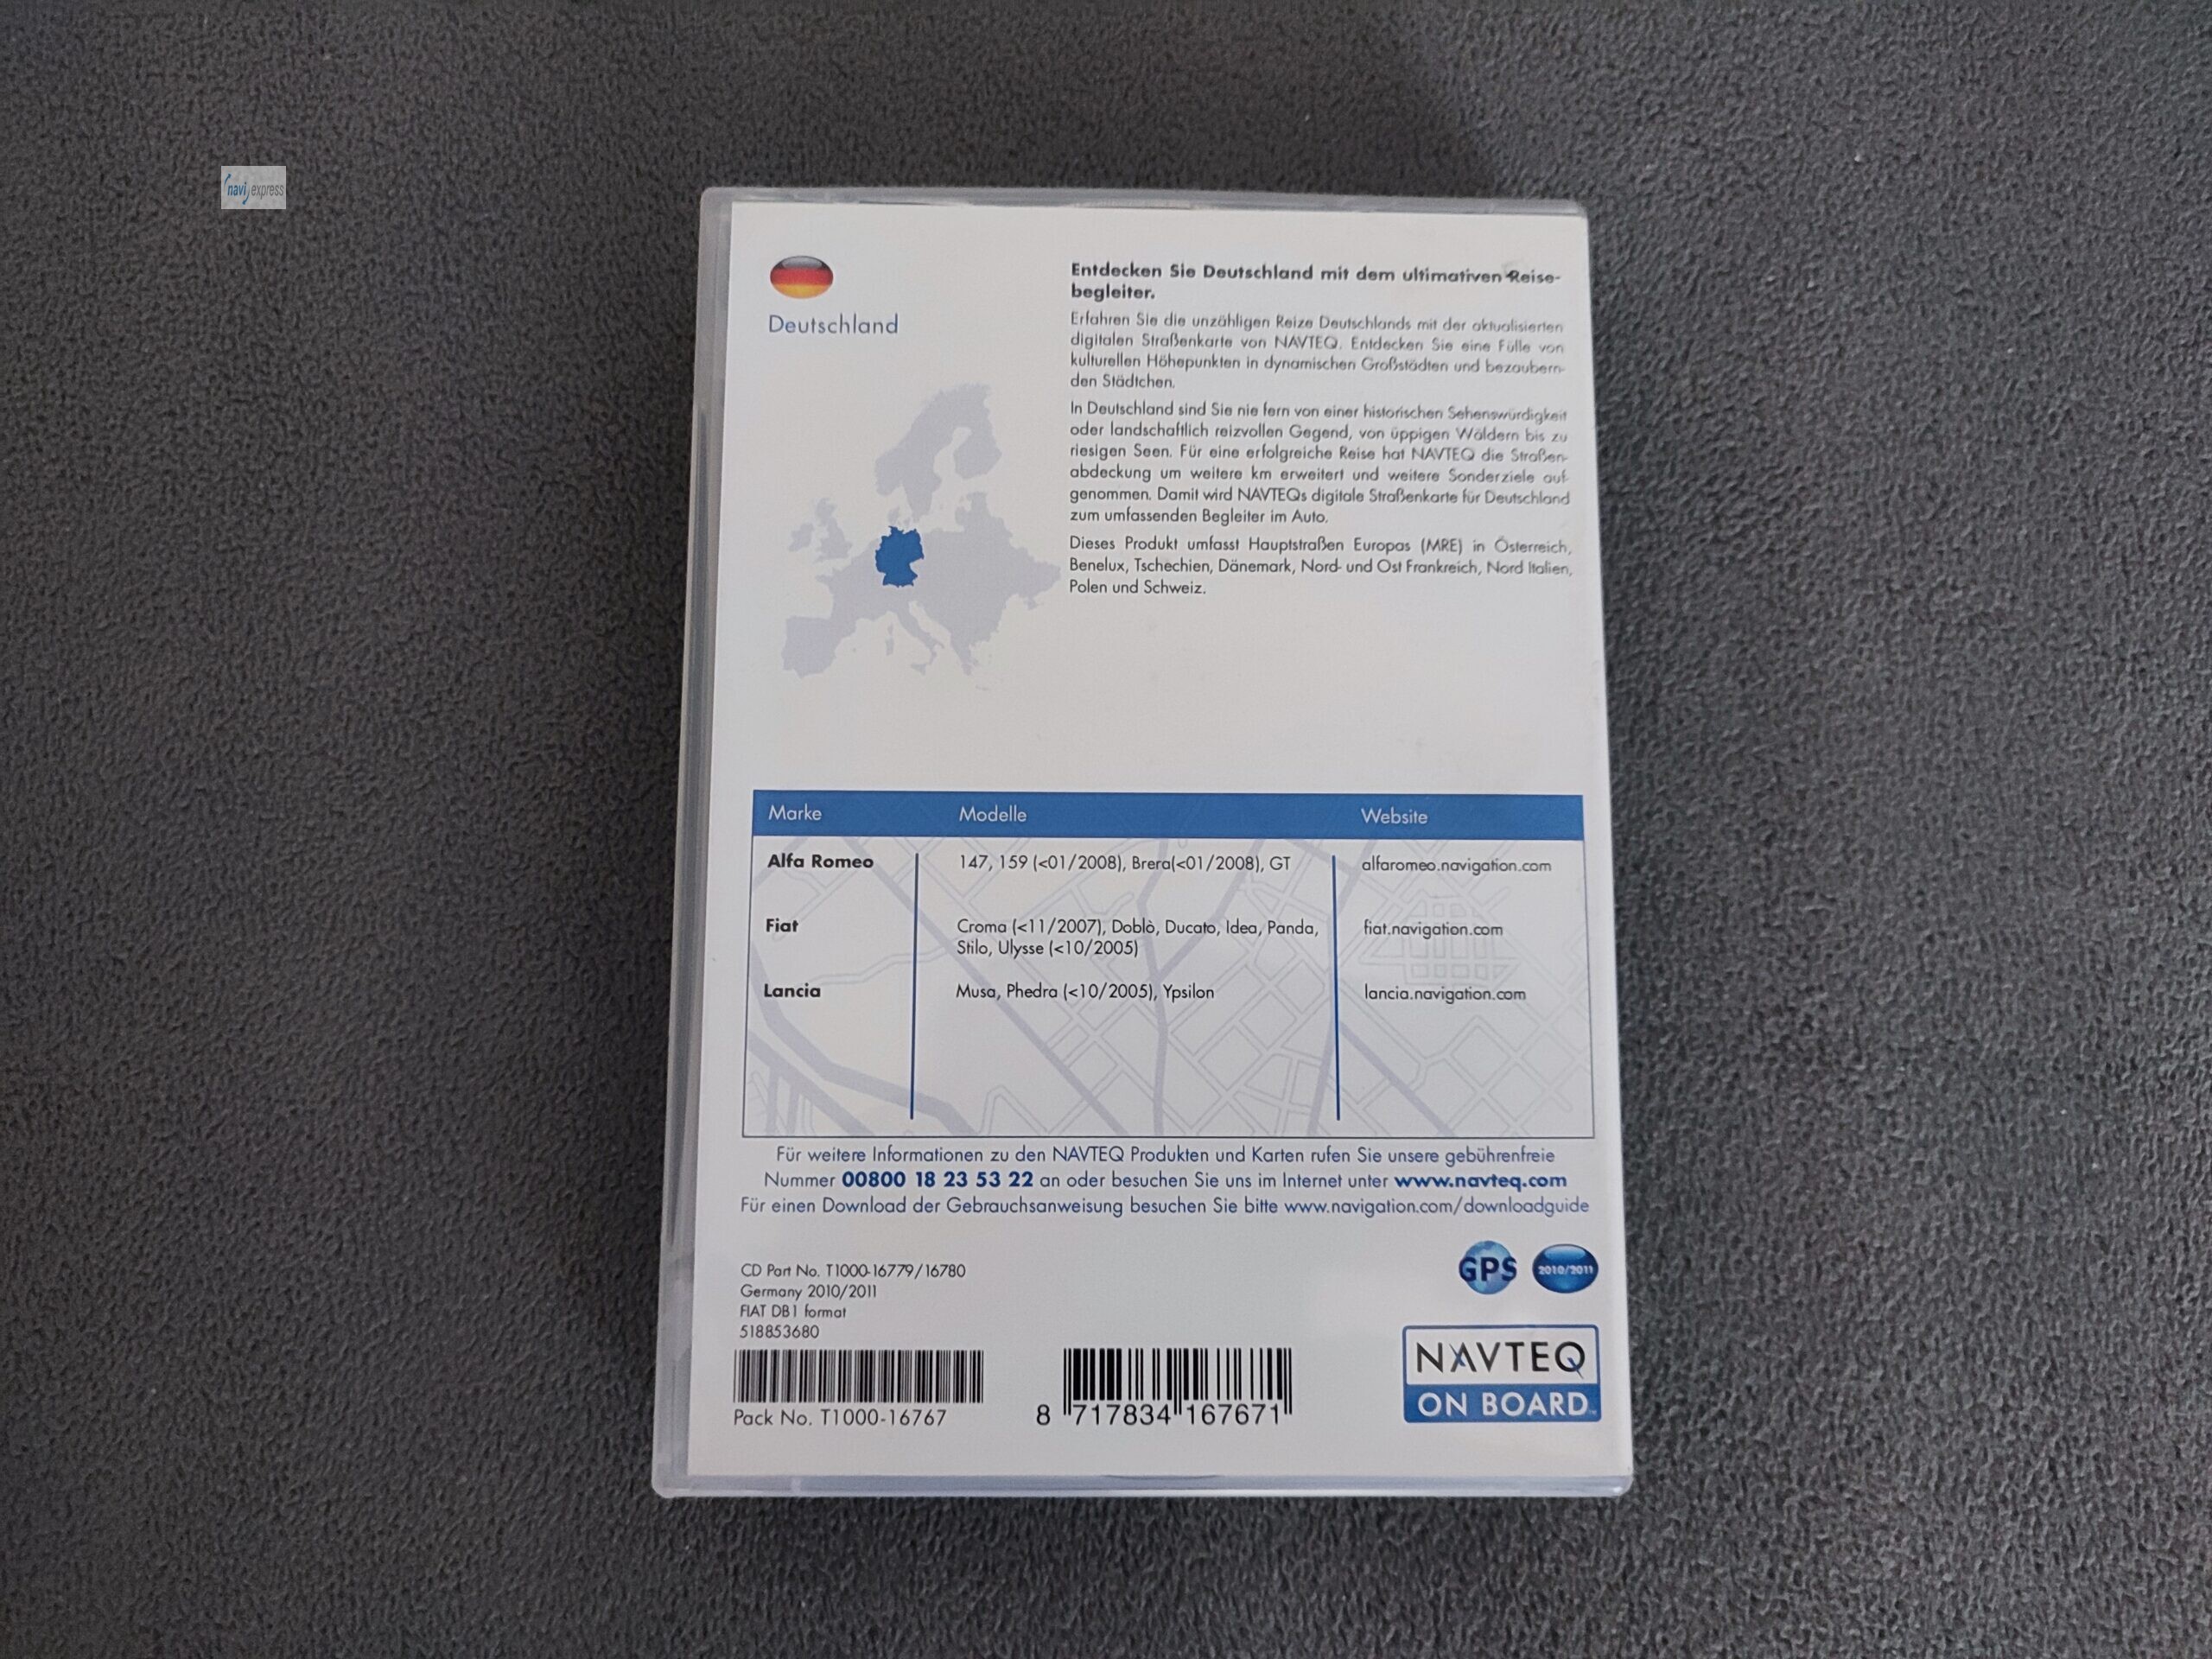 navi express
Deutschland
Entdecken Sie Deutschland mit dem ultimativen Reise-
begleiter.
Erfahren Sie die unzähligen Reize Deutschlands mit der aktualisierten
digitalen Straßenkarte von NAVTEQ. Entdecken Sie eine Fülle von
kulturellen Höhepunkten in dynamischen Großstädten und bezaubern-
den Städtchen.
In Deutschland sind Sie nie fern von einer historischen Sehenswürdigkeit
oder landschaftlich reizvollen Gegend, von üppigen Wäldern bis zu
riesigen Seen. Für eine erfolgreiche Reise hat NAVTEQ die Straßen-
abdeckung um weitere km erweitert und weitere Sonderziele auf-
genommen. Damit wird NAVTEQs digitale Straßenkarte für Deutschland
zum umfassenden Begleiter im Auto.
Dieses Produkt umfasst Hauptstraßen Europas (MRE) in Österreich,
Benelux, Tschechien, Dänemark, Nord- und Ost Frankreich, Nord Italien,
Polen und Schweiz.
Marke Modelle Website
Alfa Romeo 147, 159 (<01/2008), Brera(<01/2008), GT alfaromeo.navigation.com
Fiat Croma (<11/2007), Doblò, Ducato, Idea, Panda, fiat.navigation.com
Stilo, Ulysse (<10/2005)
Lancia Musa, Phedra (<10/2005), Ypsilon lancia.navigation.com
Für weitere Informationen zu den NAVTEQ Produkten und Karten rufen Sie unsere gebührenfreie
Nummer 00800 18 23 53 22 an oder besuchen Sie uns im Internet unter www.navteq.com
Für einen Download der Gebrauchsanweisung besuchen Sie bitte www.navigation.com/downloadguide
CD Part No. T1000-16779/16780
Germany 2010/2011
FIAT DB1 format
518853680
Pack No. T1000-16767
8 717834 167671
GPS
2010/2011
NAVTEQ
ON BOARD